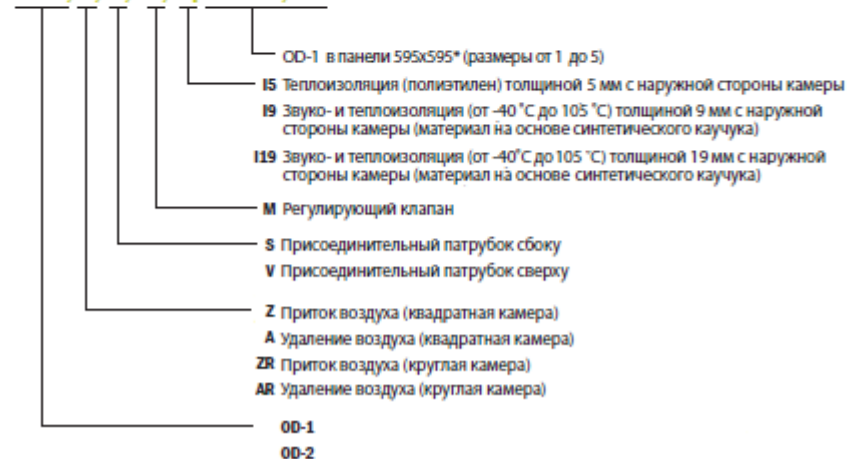 OD-1 в панели 595x595* (размеры от 1 до 5)
I5 Теплоизоляция (полиэтилен) толщиной 5 мм с наружной стороны камеры
I9 Звуко- и теплоизоляция (от -40 °C до 105 °C) толщиной 9 мм с наружной
стороны камеры (материал на основе синтетического каучука)
I19 Звуко- и теплоизоляция (от -40°C до 105 °C) толщиной 19 мм с наружной
стороны камеры (материал на основе синтетического каучука)
M Регулирующий клапан
S Присоединительный патрубок сбоку
V Присоединительный патрубок сверху
Z Приток воздуха (квадратная камера)
A Удаление воздуха (квадратная камера)
ZR Приток воздуха (круглая камера)
AR Удаление воздуха (круглая камера)
OD-1
OD-2